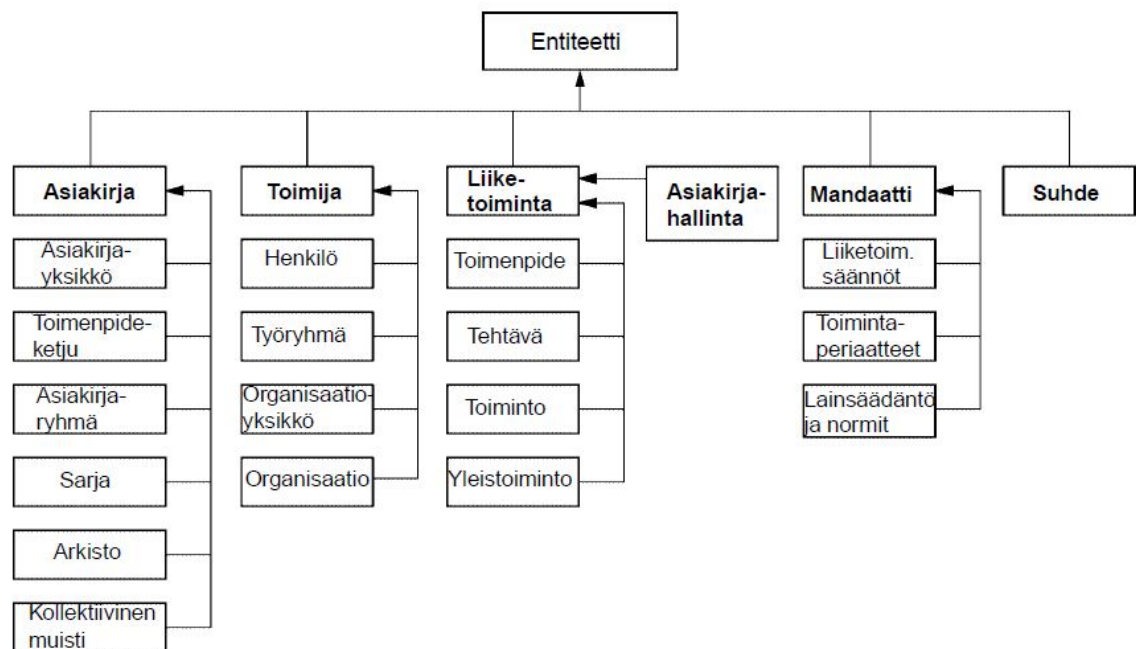 Entiteetti
Asiakirja
Asiakirja-
yksikkö
Toimenpide-
ketju
Asiakirja-
ryhmä
Sarja
Arkisto
Kollektiivinen
muisti
Toimija
Henkilö
Työryhmä
Organisaatio-
yksikkö
Organisaatio
Liike-
toiminta
Toimenpide
Tehtävä
Toiminto
Yleistoiminto
Asiakirja-
hallinta
Mandaatti
Liiketoim.
säännöt
Toiminta-
periaatteet
Lainsäädäntö
ja normit
Suhde